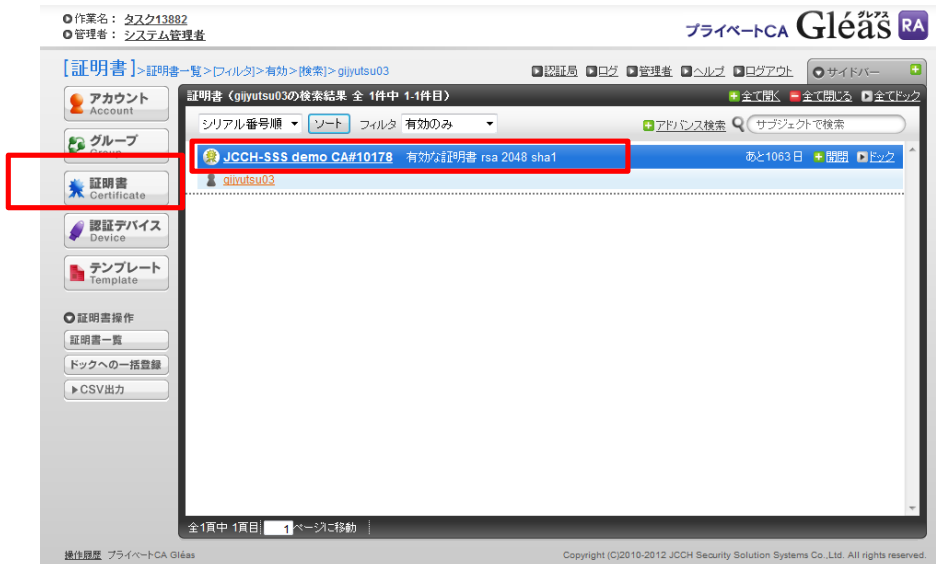 作業名： タスク13882
管理者： システム管理者
プライベートCA Gléas グレアス RA
[証明書]>証明書一覧>[フィルタ]>有効>[検索]>gijyutsu03
認証局 ログ 管理者 ヘルプ ログアウト サイドバー
アカウント
Account
グループ
Group
証明書
Certificate
認証デバイス
Device
テンプレート
Template
証明書操作
証明書一覧
ドックへの一括登録
CSV出力
証明書（gijyutsu03の検索結果 全 1件中 1-1件目） 全て開く 全て閉じる 全てドック
シリアル番号順 ソート フィルタ 有効のみ アドバンス検索 サブジェクトで検索
JCCH-SSS demo CA#10178 有効な証明書 rsa 2048 sha1 あと1063日 開閉 ドック
gijyutsu03
全1頁中 1頁目 1 ページに移動
操作履歴 プライベートCA Gléas
Copyright (C)2010-2012 JCCH Security Solution Systems Co.,Ltd. All rights reserved.